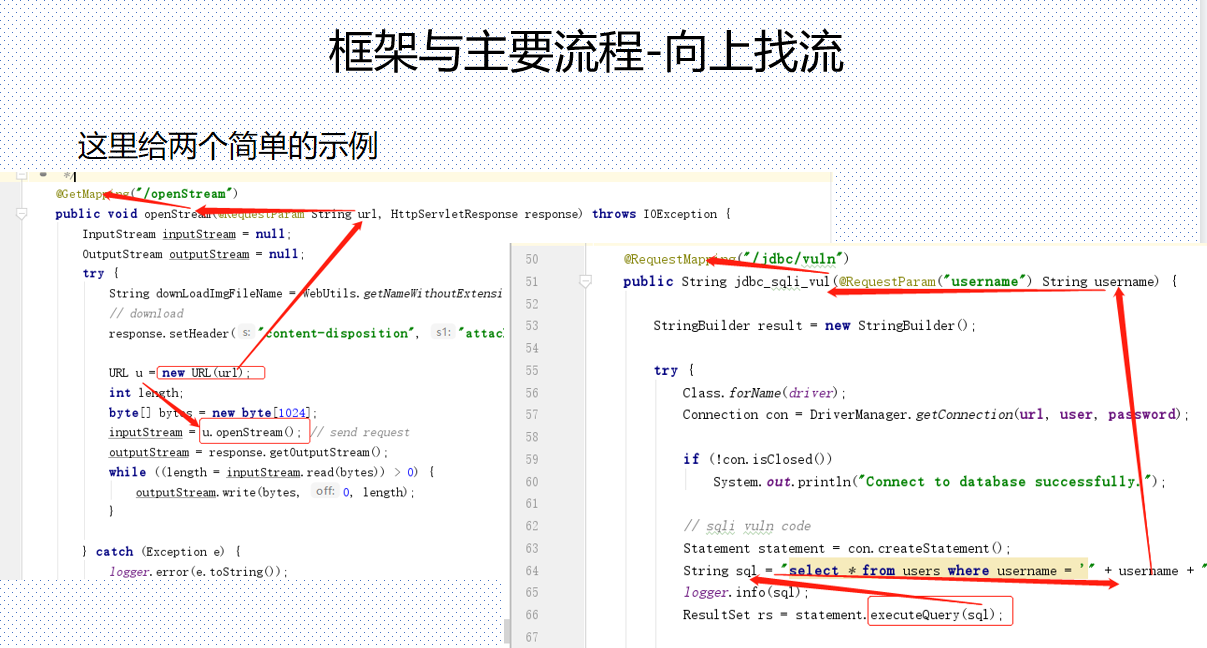 框架与主要流程-向上找流
这里给两个简单的示例
*/
@GetMapping("/openStream")
public void openStream(@RequestParam String url, HttpServletResponse response) throws IOException {
InputStream inputStream = null;
OutputStream outputStream = null;
try {
String downLoadImgFileName = WebUtils.getNameWithoutExtensi
// download
response.setHeader( s: "content-disposition", s1: "attac
URL u = new URL(url);
int length;
byte[] bytes = new byte[1024];
inputStream = u.openStream(); // send request
outputStream = response.getOutputStream();
while ((length = inputStream.read(bytes)) > 0) {
outputStream.write(bytes, off: 0, length);
}
} catch (Exception e) {
logger.error(e.toString());
50 @RequestMapping("/jdbc/vuln")
51 public String jdbc_sqli_vul(@RequestParam("username") String username) {
52
53 StringBuilder result = new StringBuilder();
54
55 try {
56 Class.forName(driver);
57 Connection con = DriverManager.getConnection(url, user, password);
58
59 if (!con.isClosed())
60 System.out.println("Connect to database successfully.");
61
62 // sqli vuln code
63 Statement statement = con.createStatement();
64 String sql = "select * from users where username = '" + username + "
65 logger.info(sql);
66 ResultSet rs = statement.executeQuery(sql);
67